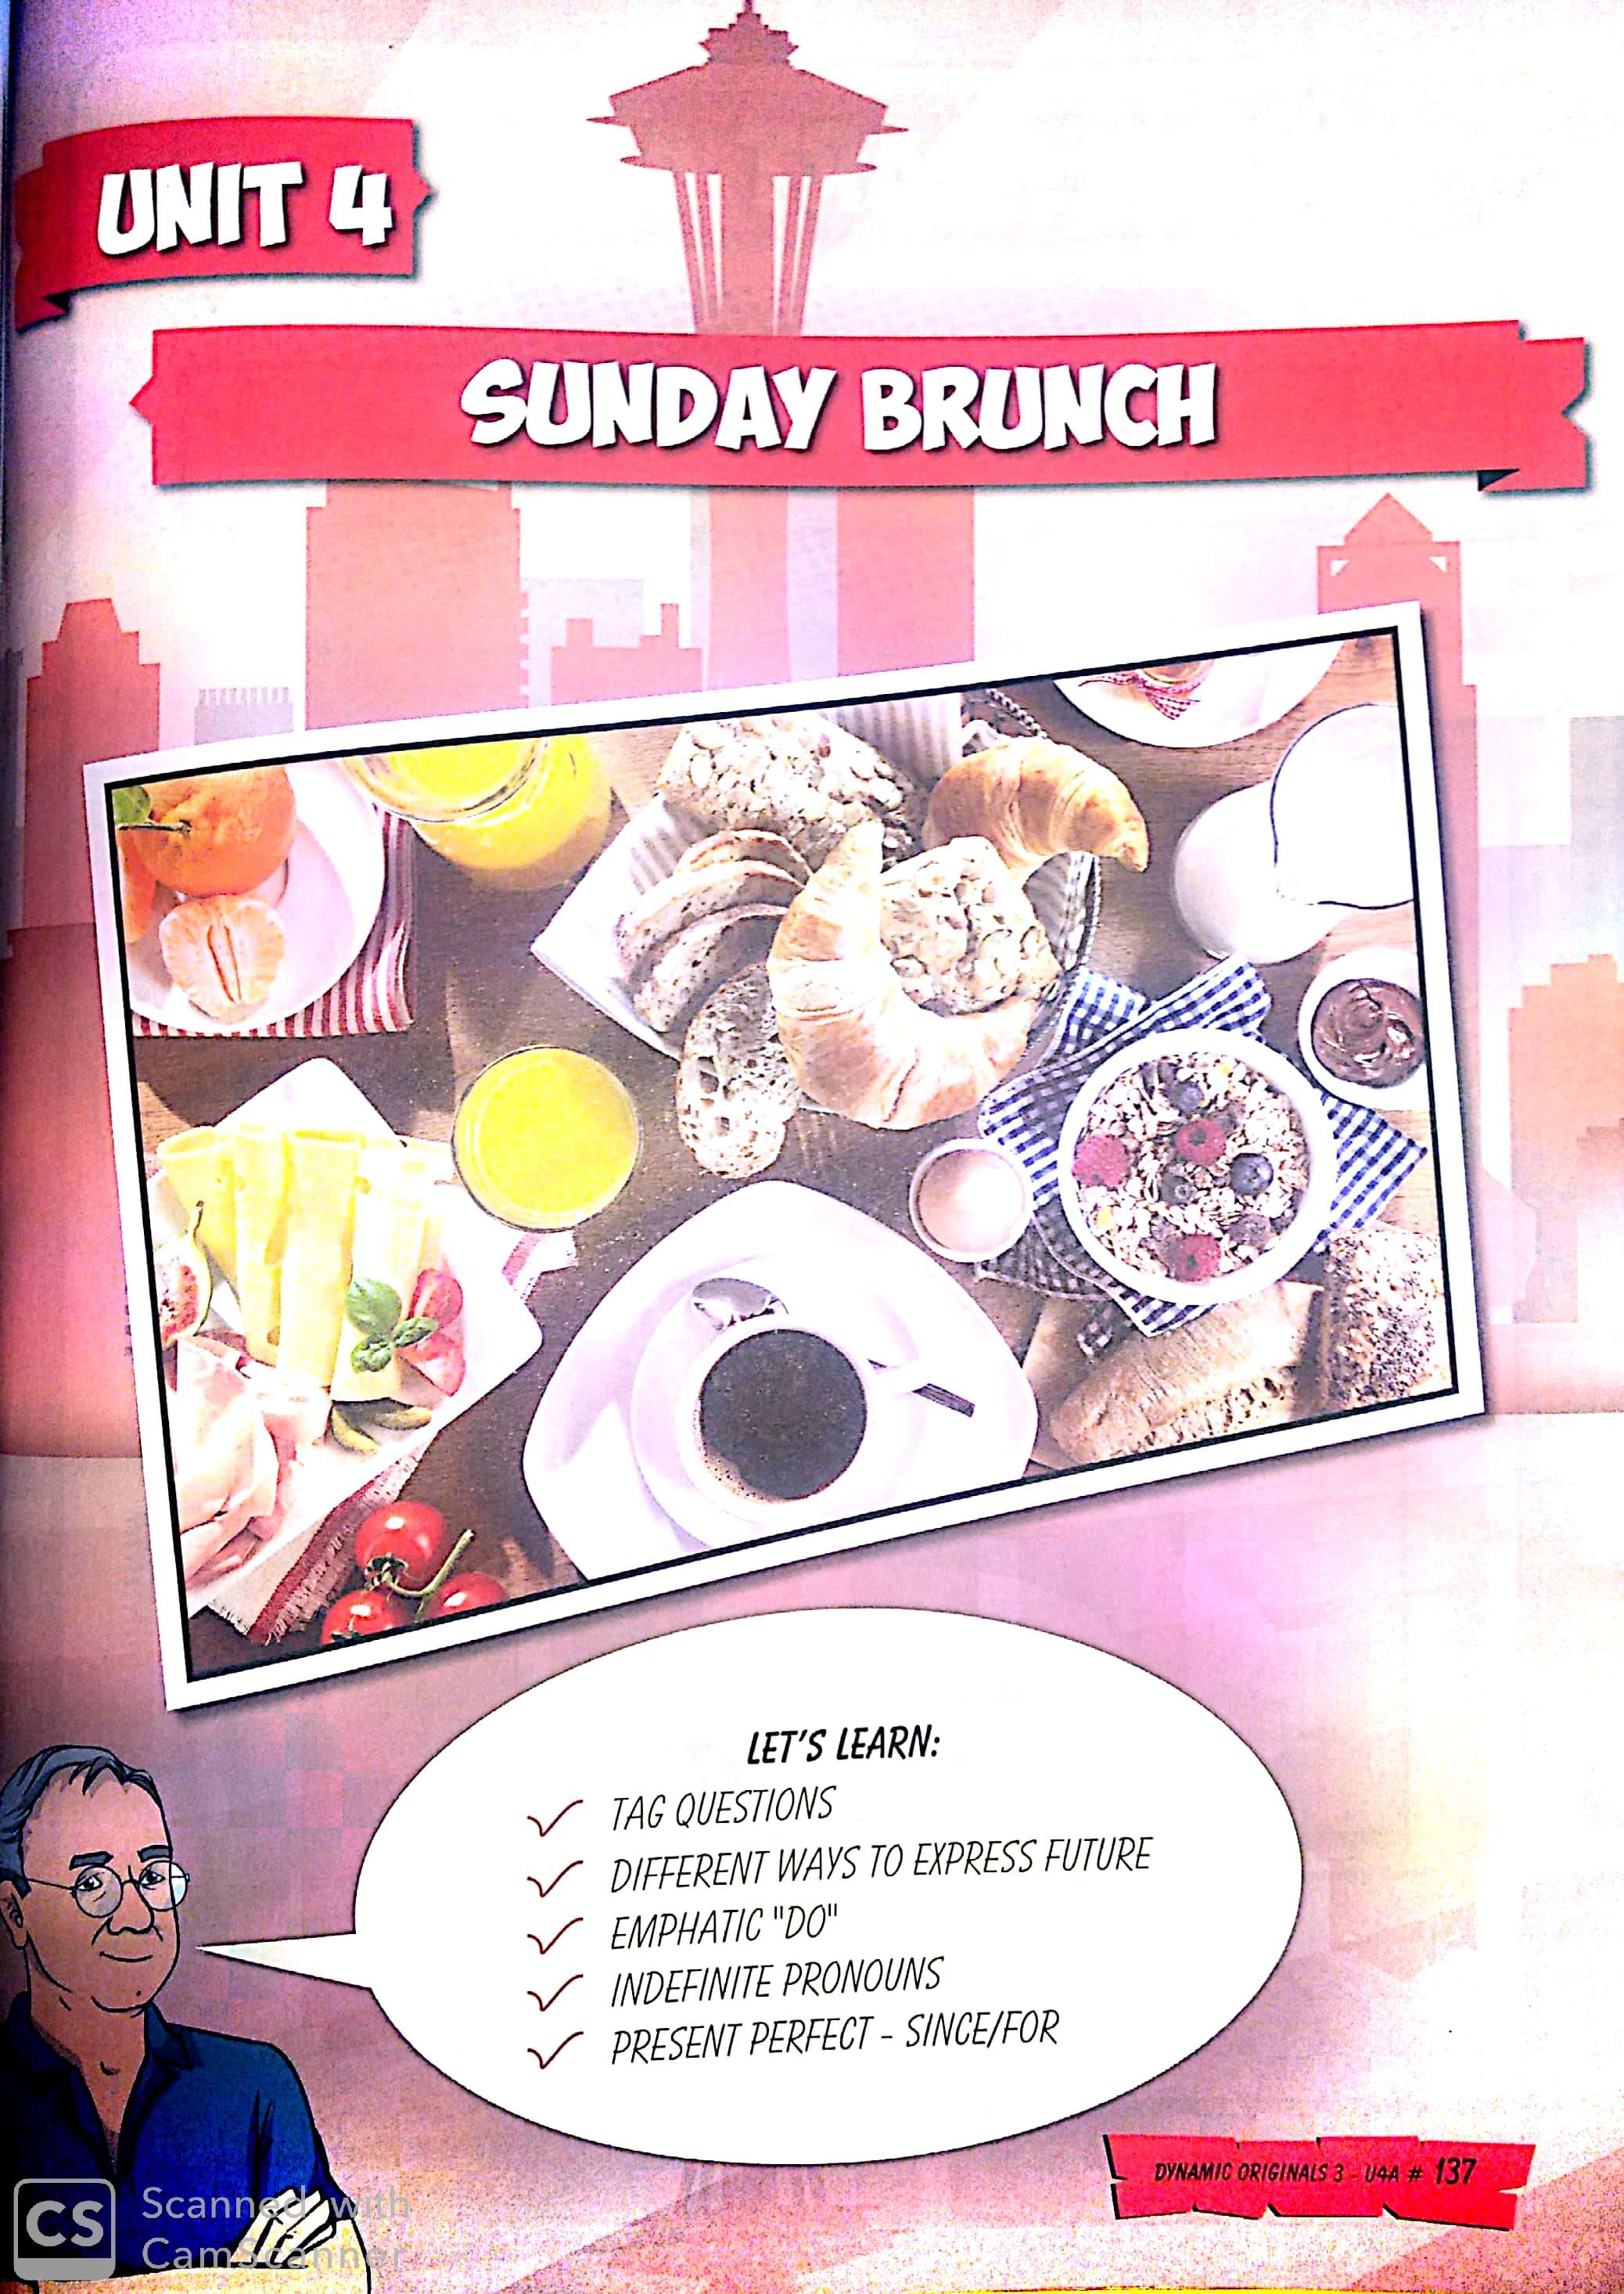 UNIT 4
SUNDAY BRUNCH
LET'S LEARN:
TAG QUESTIONS
DIFFERENT WAYS TO EXPRESS FUTURE
EMPHATIC "DO"
INDEFINITE PRONOUNS
PRESENT PERFECT - SINCE/FOR
DYNAMIC ORIGINALS 3 - U4A # 137
CS Scanned with
CamScanner